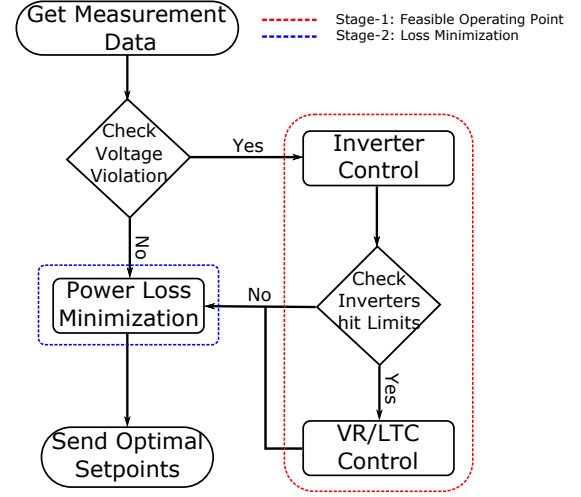 Get Measurement
Data
Stage-1: Feasible Operating Point
Stage-2: Loss Minimization
Check
Voltage
Violation
Yes
Inverter
Control
No
Power Loss
Minimization
No
Check
Inverters
hit Limits
Yes
Send Optimal
Setpoints
VR/LTC
Control